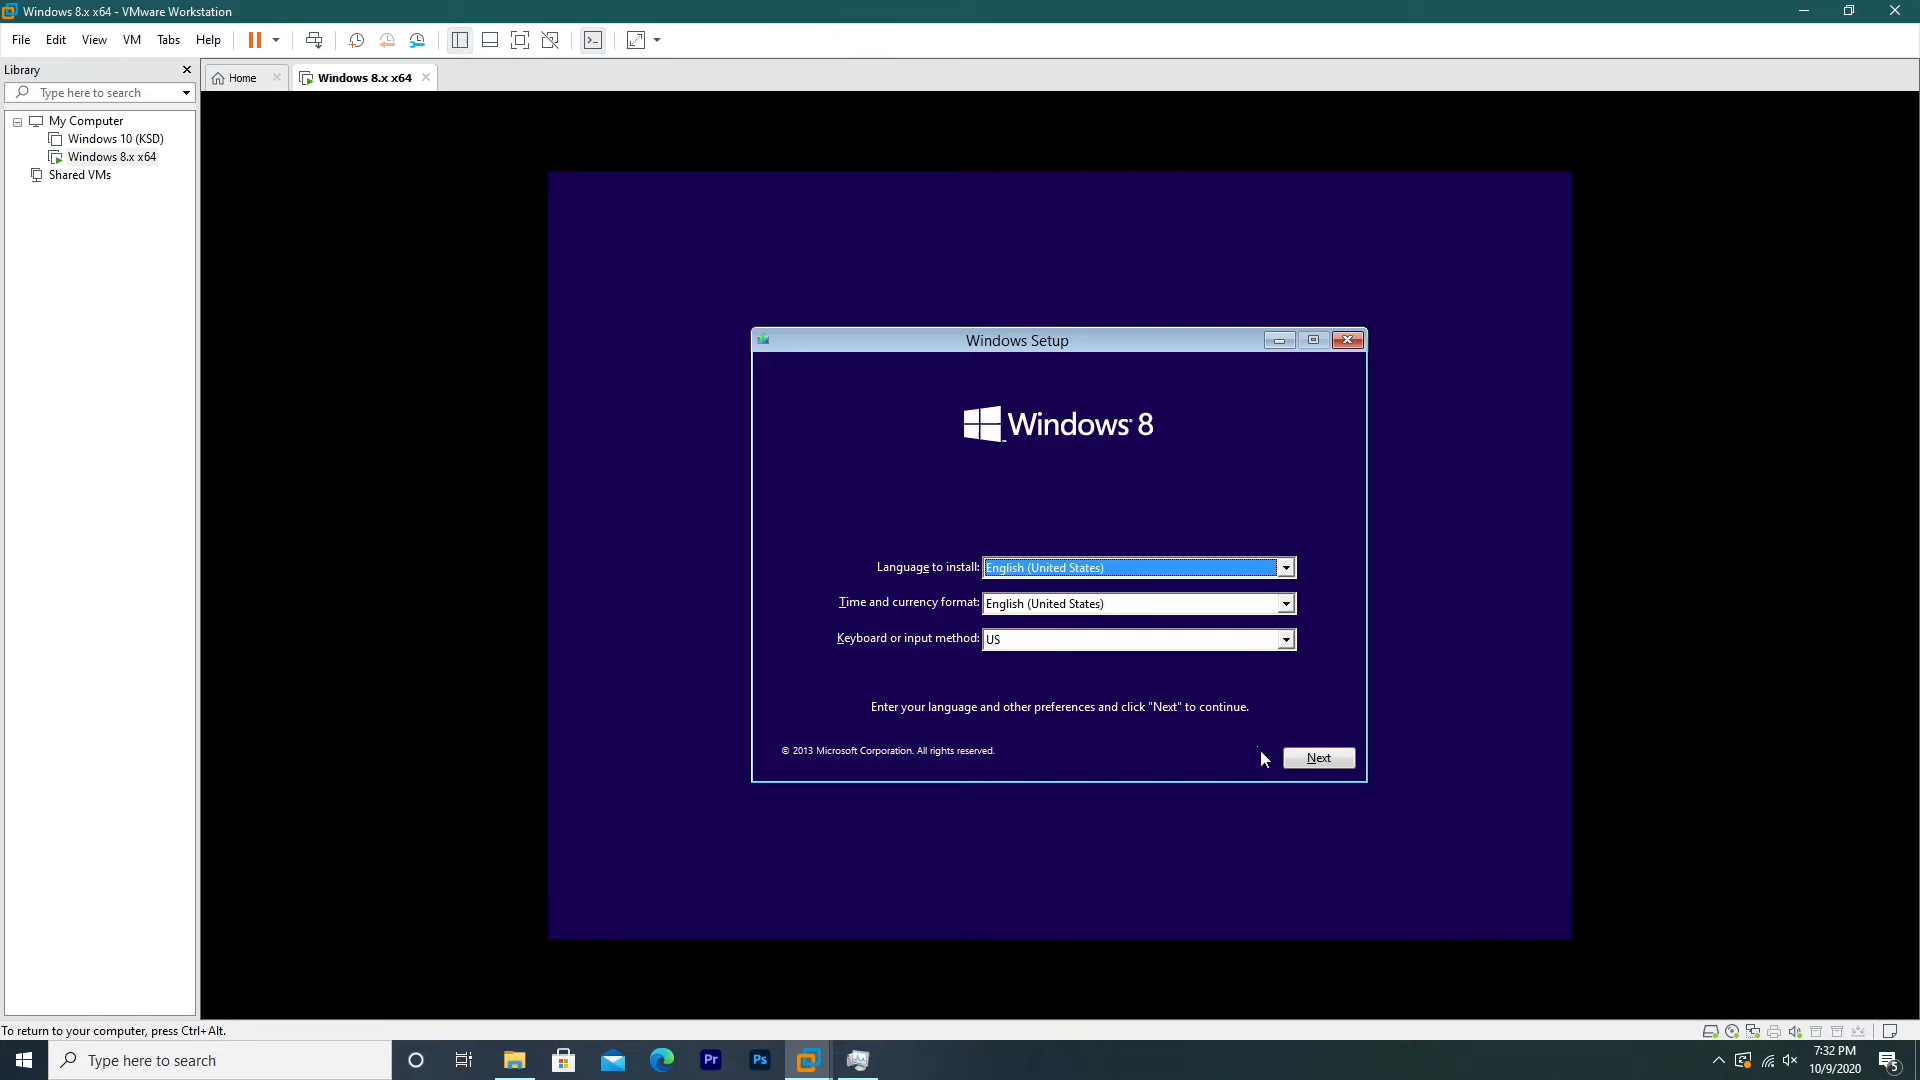 Windows 8.x x64 - VMware Workstation
File Edit View VM Tabs Help
Library
Type here to search
My Computer
Windows 10 (KSD)
Windows 8.x x64
Shared VMs
Home
Windows 8.x x64
Windows Setup
Windows 8
Language to install: English (United States)
Time and currency format: English (United States)
Keyboard or input method: US
Enter your language and other preferences and click "Next" to continue.
© 2013 Microsoft Corporation. All rights reserved.
Next
To return to your computer, press Ctrl+Alt.
Type here to search
Pr
Ps
7:32 PM
10/9/2020
5